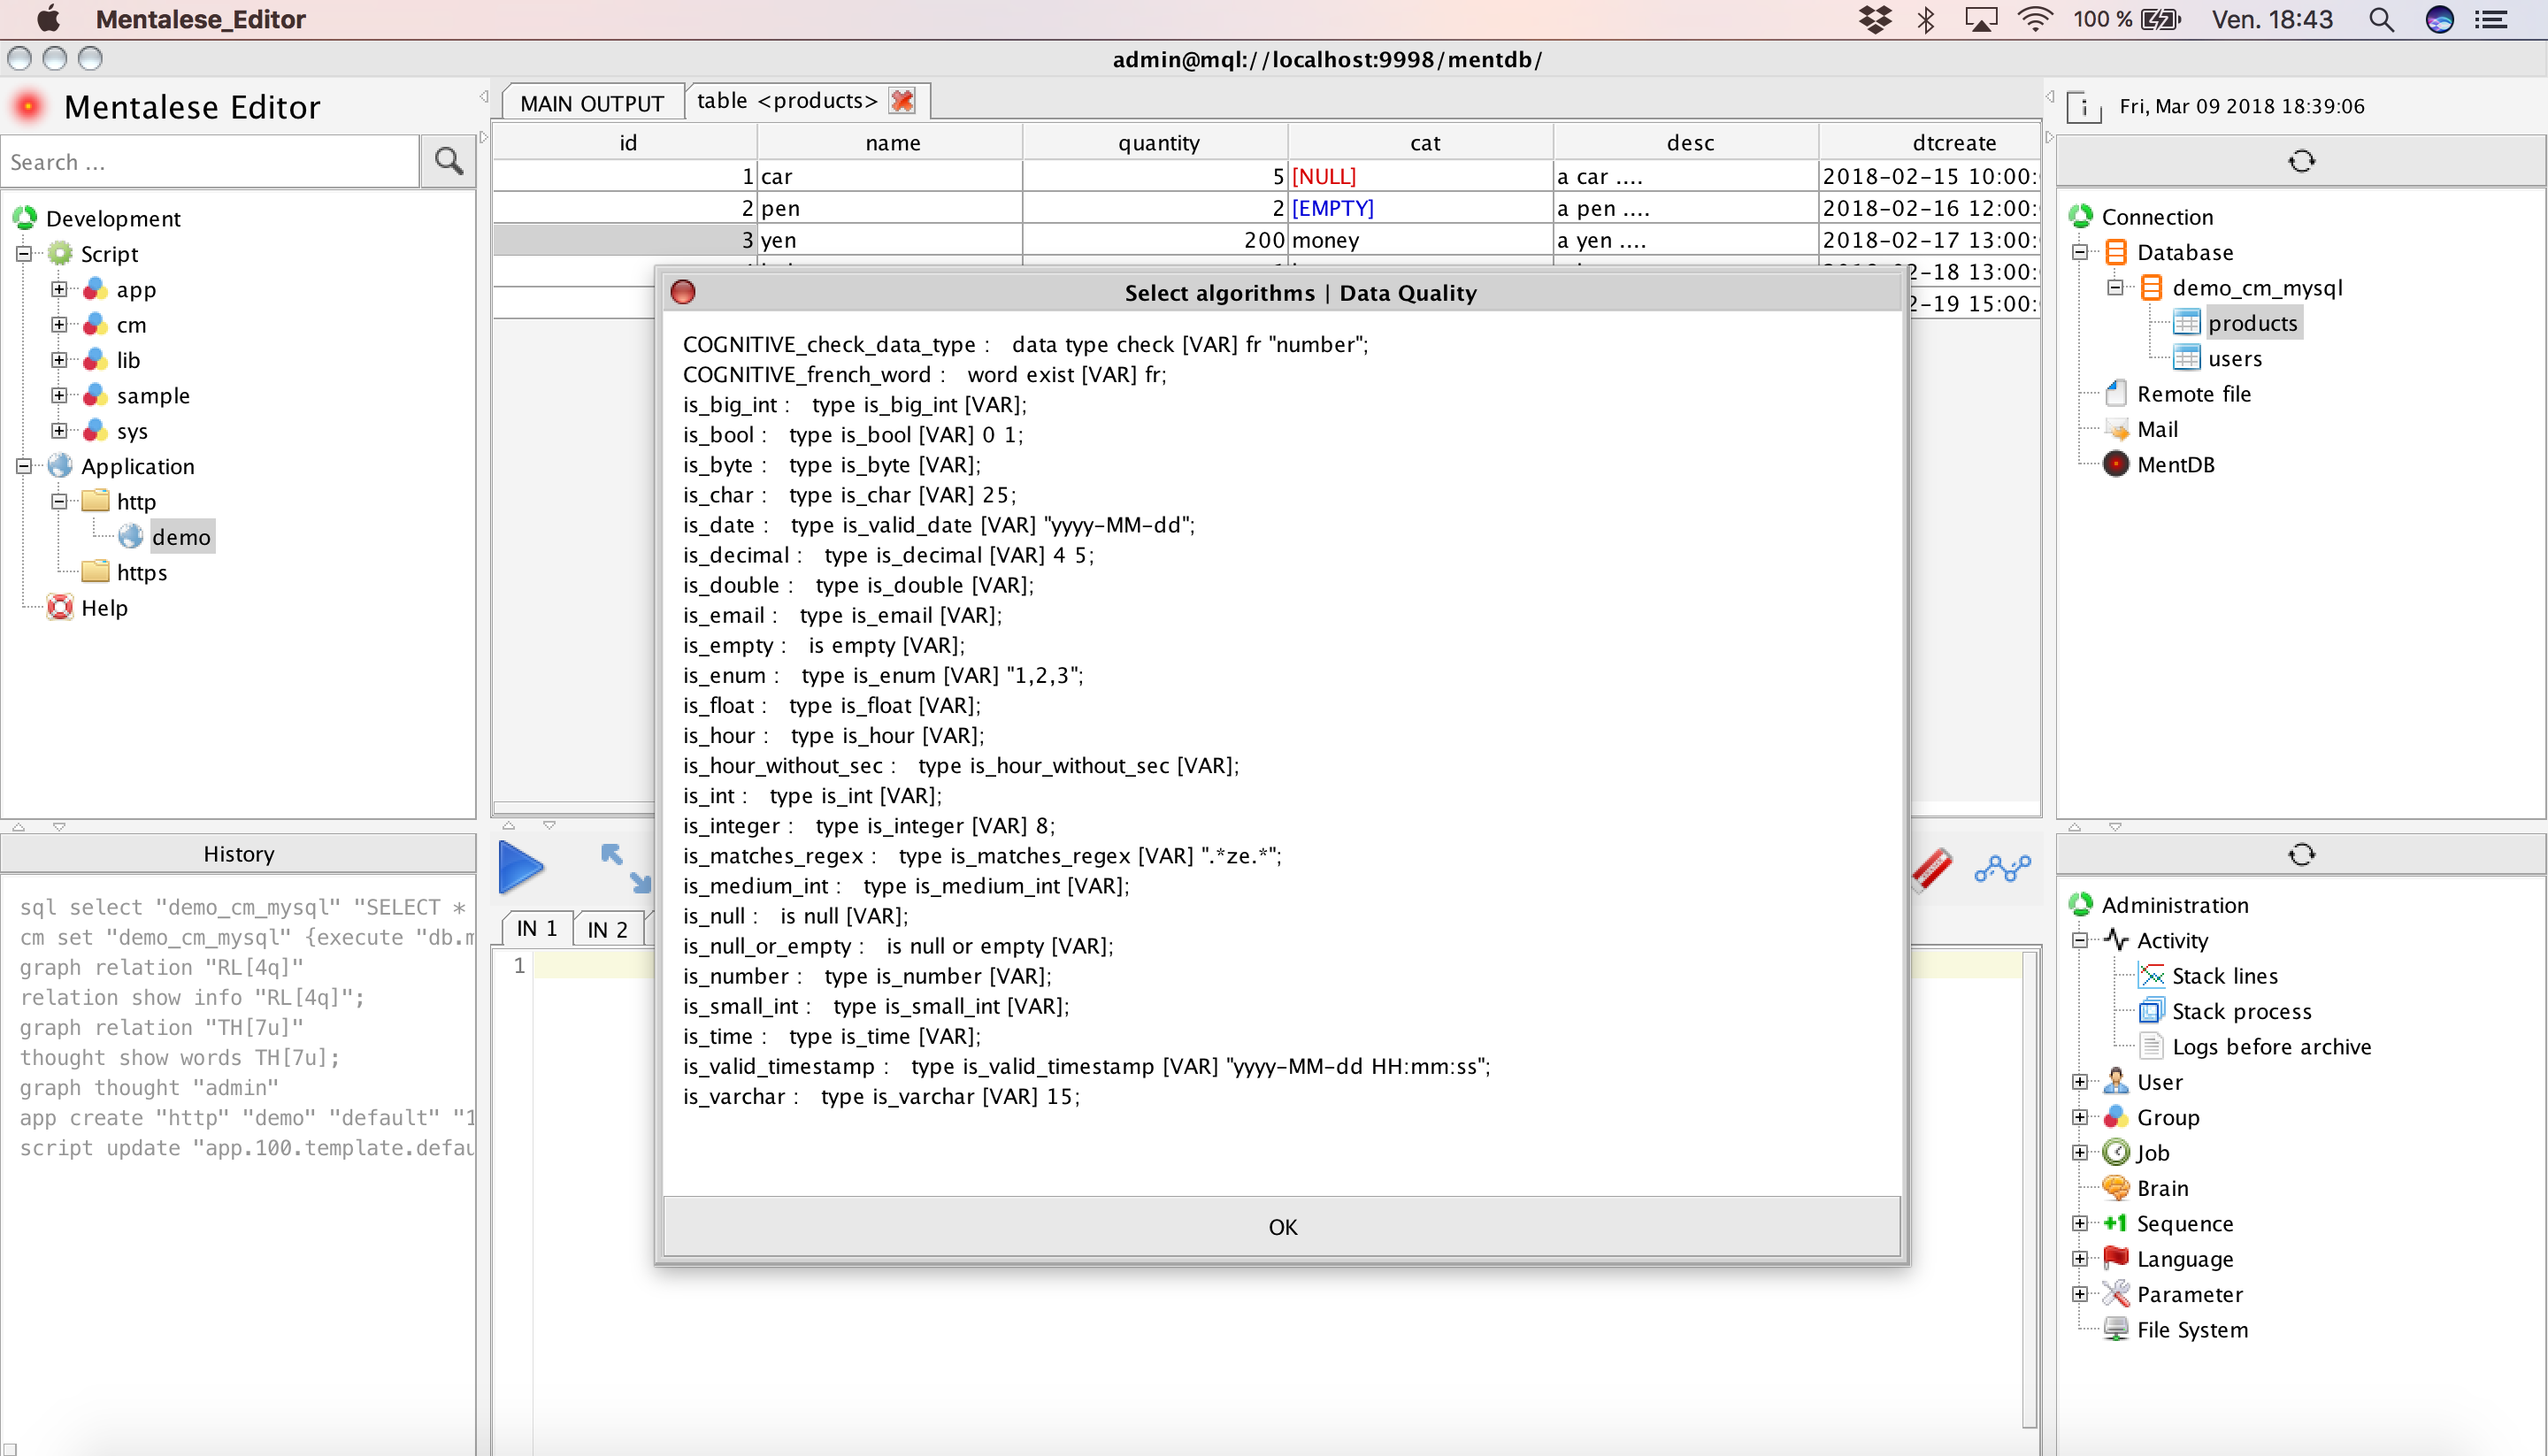 Mentalese_Editor
100 %
Ven. 18:43
admin@mql://localhost:9998/mentdb/
Mentalese Editor
Search ...
Development
Script
app
cm
lib
sample
sys
Application
http
demo
https
Help
History
sql select "demo_cm_mysql" "SELECT *
cm set "demo_cm_mysql" {execute "db.m
graph relation "RL[4q]"
relation show info "RL[4q]";
graph relation "TH[7u]"
thought show words TH[7u];
graph thought "admin"
app create "http" "demo" "default" "1
script update "app.100.template.defau
MAIN OUTPUT
table <products>
id name quantity cat desc dtcreate
1 car 5 [NULL] a car .... 2018-02-15 10:00:
2 pen 2 [EMPTY] a pen .... 2018-02-16 12:00:
3 yen 200 money a yen .... 2018-02-17 13:00:
2-18 13:00:
2-19 15:00:
Select algorithms | Data Quality
COGNITIVE_check_data_type : data type check [VAR] fr "number";
COGNITIVE_french_word : word exist [VAR] fr;
is_big_int : type is_big_int [VAR];
is_bool : type is_bool [VAR] 0 1;
is_byte : type is_byte [VAR];
is_char : type is_char [VAR] 25;
is_date : type is_valid_date [VAR] "yyyy-MM-dd";
is_decimal : type is_decimal [VAR] 4 5;
is_double : type is_double [VAR];
is_email : type is_email [VAR];
is_empty : is empty [VAR];
is_enum : type is_enum [VAR] "1,2,3";
is_float : type is_float [VAR];
is_hour : type is_hour [VAR];
is_hour_without_sec : type is_hour_without_sec [VAR];
is_int : type is_int [VAR];
is_integer : type is_integer [VAR] 8;
is_matches_regex : type is_matches_regex [VAR] ".*ze.*";
is_medium_int : type is_medium_int [VAR];
is_null : is null [VAR];
is_null_or_empty : is null or empty [VAR];
is_number : type is_number [VAR];
is_small_int : type is_small_int [VAR];
is_time : type is_time [VAR];
is_valid_timestamp : type is_valid_timestamp [VAR] "yyyy-MM-dd HH:mm:ss";
is_varchar : type is_varchar [VAR] 15;
OK
IN 1
IN 2
1
Fri, Mar 09 2018 18:39:06
Connection
Database
demo_cm_mysql
products
users
Remote file
Mail
MentDB
Administration
Activity
Stack lines
Stack process
Logs before archive
User
Group
Job
Brain
+1 Sequence
Language
Parameter
File System